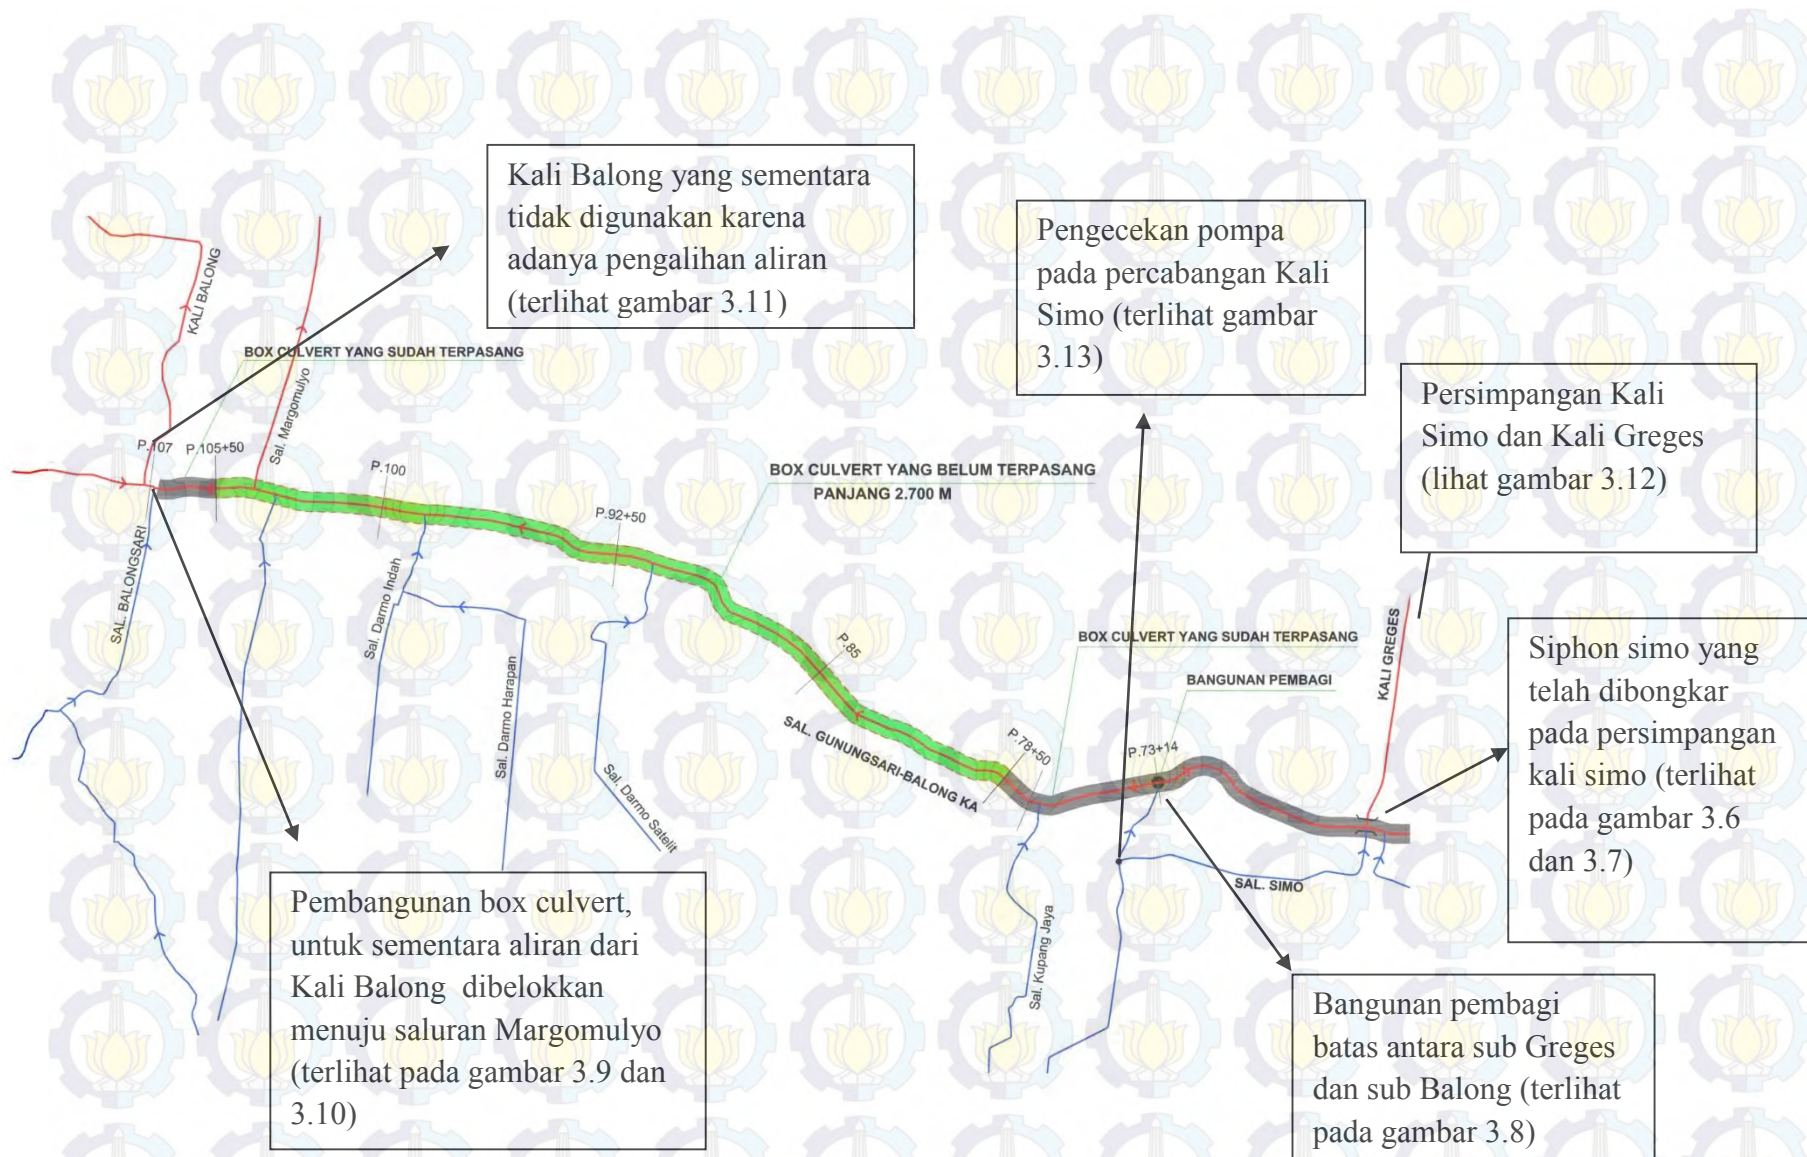 Kali Balong yang sementara
tidak digunakan karena
adanya pengalihan aliran
(terlihat gambar 3.11)
Pengecekan pompa
pada percabangan Kali
Simo (terlihat gambar
3.13)
Persimpangan Kali
Simo dan Kali Greges
(lihat gambar 3.12)
KALI BALONG
BOX CULVERT YANG SUDAH TERPASANG
Sal. Margomulyo
P.107
P.105+50
P.100
P.92+50
BOX CULVERT YANG BELUM TERPASANG
PANJANG 2.700 M
SAL. BALONGSARI
Sal. Darmo Indah
Sal. Darmo Harapan
Sal. Darmo Satelit
P.85
SAL. GUNUNGSARI-BALONG KA
P.78+50
BOX CULVERT YANG SUDAH TERPASANG
BANGUNAN PEMBAGI
P.73+14
KALI GREGES
SAL. SIMO
Sal. Kupang Jaya
Siphon simo yang
telah dibongkar
pada persimpangan
kali simo (terlihat
pada gambar 3.6
dan 3.7)
Pembangunan box culvert,
untuk sementara aliran dari
Kali Balong dibelokkan
menuju saluran Margomulyo
(terlihat pada gambar 3.9 dan
3.10)
Bangunan pembagi
batas antara sub Greges
dan sub Balong (terlihat
pada gambar 3.8)